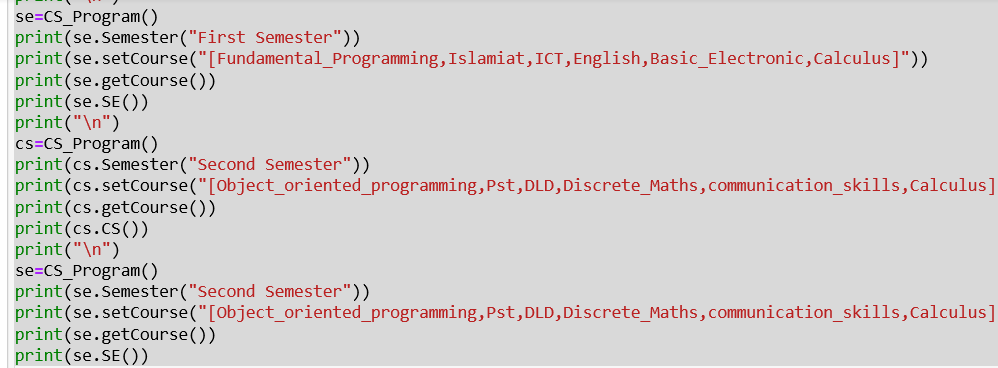 print("\n")
se=CS_Program()
print(se.Semester("First Semester"))
print(se.setCourse("[Fundamental_Programming,Islamiat,ICT,English,Basic_Electronic,Calculus]"))
print(se.getCourse())
print(se.SE())
print("\n")
cs=CS_Program()
print(cs.Semester("Second Semester"))
print(cs.setCourse("[Object_oriented_programming,Pst,DLD,Discrete_Maths,communication_skills,Calculus]
print(cs.getCourse())
print(cs.CS())
print("\n")
se=CS_Program()
print(se.Semester("Second Semester"))
print(se.setCourse("[Object_oriented_programming,Pst,DLD,Discrete_Maths,communication_skills,Calculus]
print(se.getCourse())
print(se.SE())